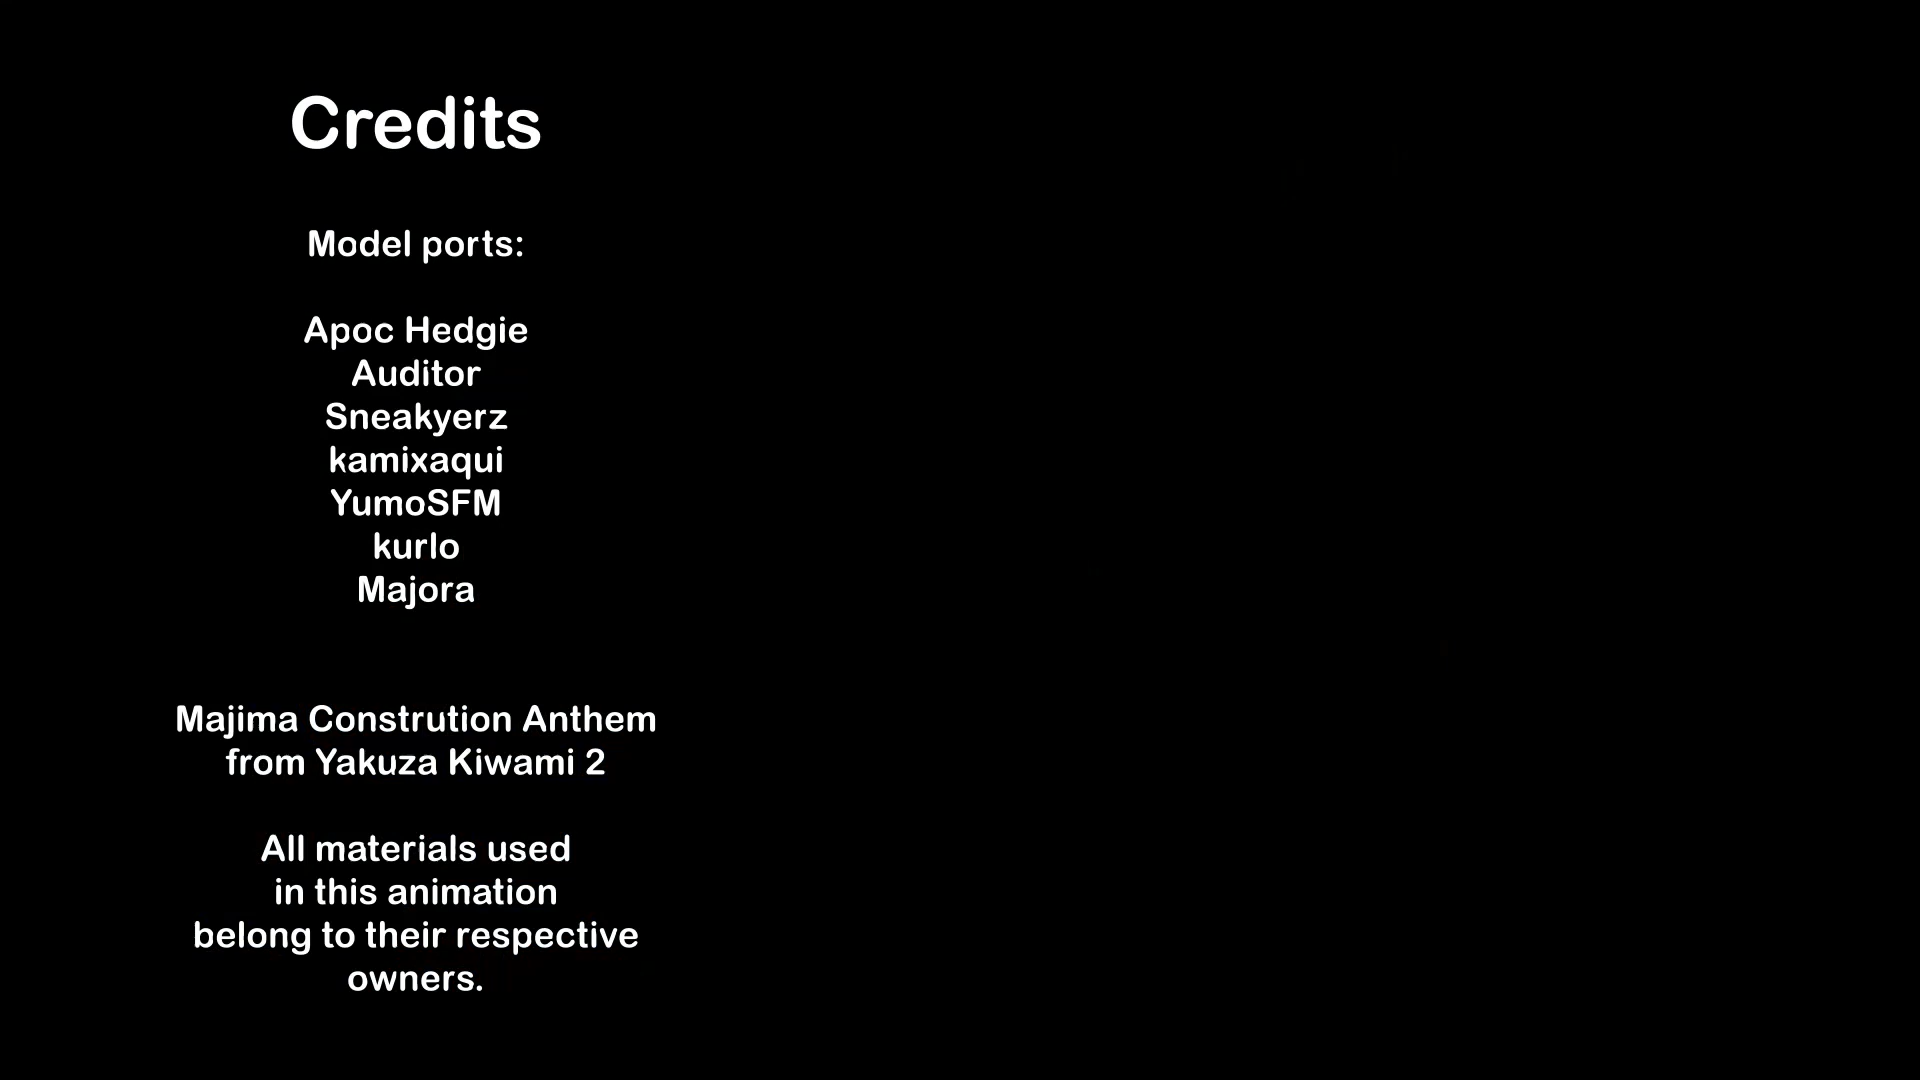 Credits
Model ports:
Apoc Hedgie
Auditor
Sneakyerz
kamixaqui
YumoSFM
kurlo
Majora
Majima Constrution Anthem
from Yakuza Kiwami 2
All materials used
in this animation
belong to their respective
owners.